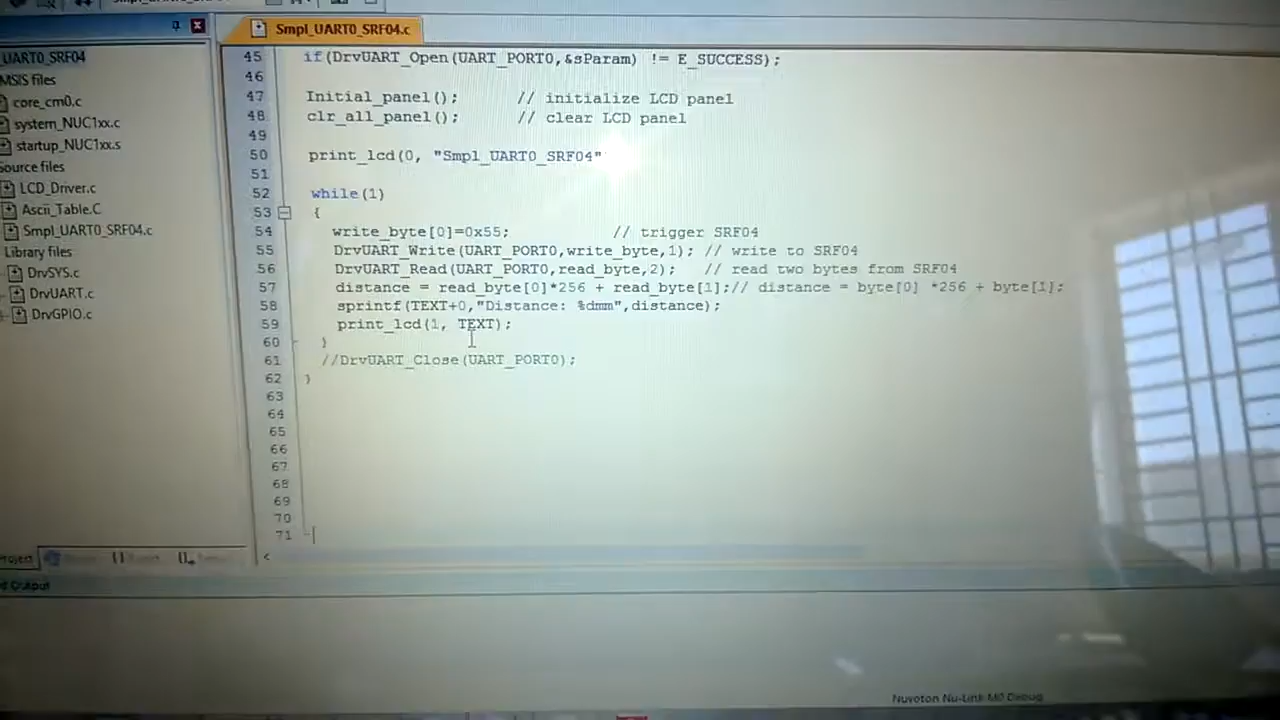 Smpl_UART0_SRF04.c
UART0_SRF04
MSIS files
core_cm0.c
system_NUC1xx.c
startup_NUC1xx.s
Source files
LCD_Driver.c
Ascii_Table.C
Smpl_UART0_SRF04.c
Library files
DrvSYS.c
DrvUART.c
DrvGPIO.c
45 if(DrvUART_Open(UART_PORT0,&sParam) != E_SUCCESS);
46
47 Initial_panel(); // initialize LCD panel
48 clr_all_panel(); // clear LCD panel
49
50 print_lcd(0, "Smpl_UART0_SRF04"
51
52 while(1)
53 {
54 write_byte[0]=0x55; // trigger SRF04
55 DrvUART_Write(UART_PORT0,write_byte,1); // write to SRF04
56 DrvUART_Read(UART_PORT0,read_byte,2); // read two bytes from SRF04
57 distance = read_byte[0]*256 + read_byte[1];// distance = byte[0] *256 + byte[1];
58 sprintf(TEXT+0,"Distance: %dmm",distance);
59 print_lcd(1, TEXT);
60 }
61 //DrvUART_Close(UART_PORT0);
62 }
63
64
65
66
67
68
69
70
71
Project
d Output
Nuvoton Nu-Link M0 Debug